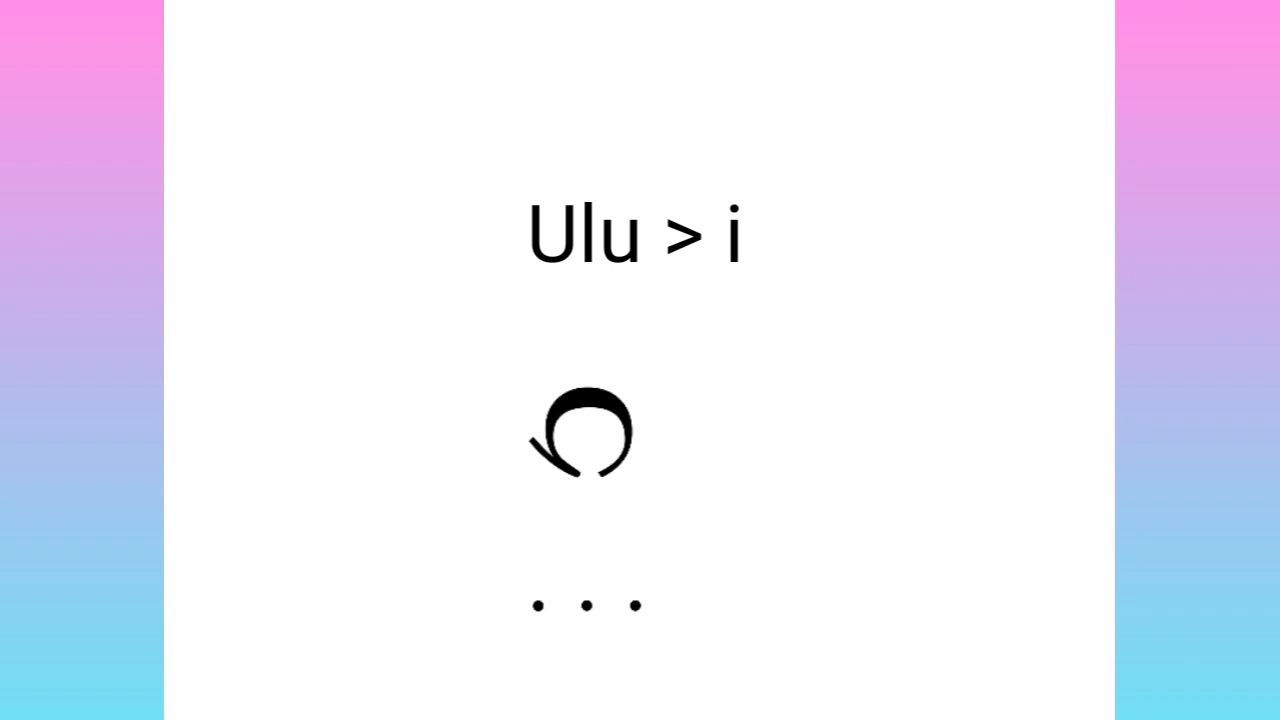 Ulu > i
ᬶ
. . .